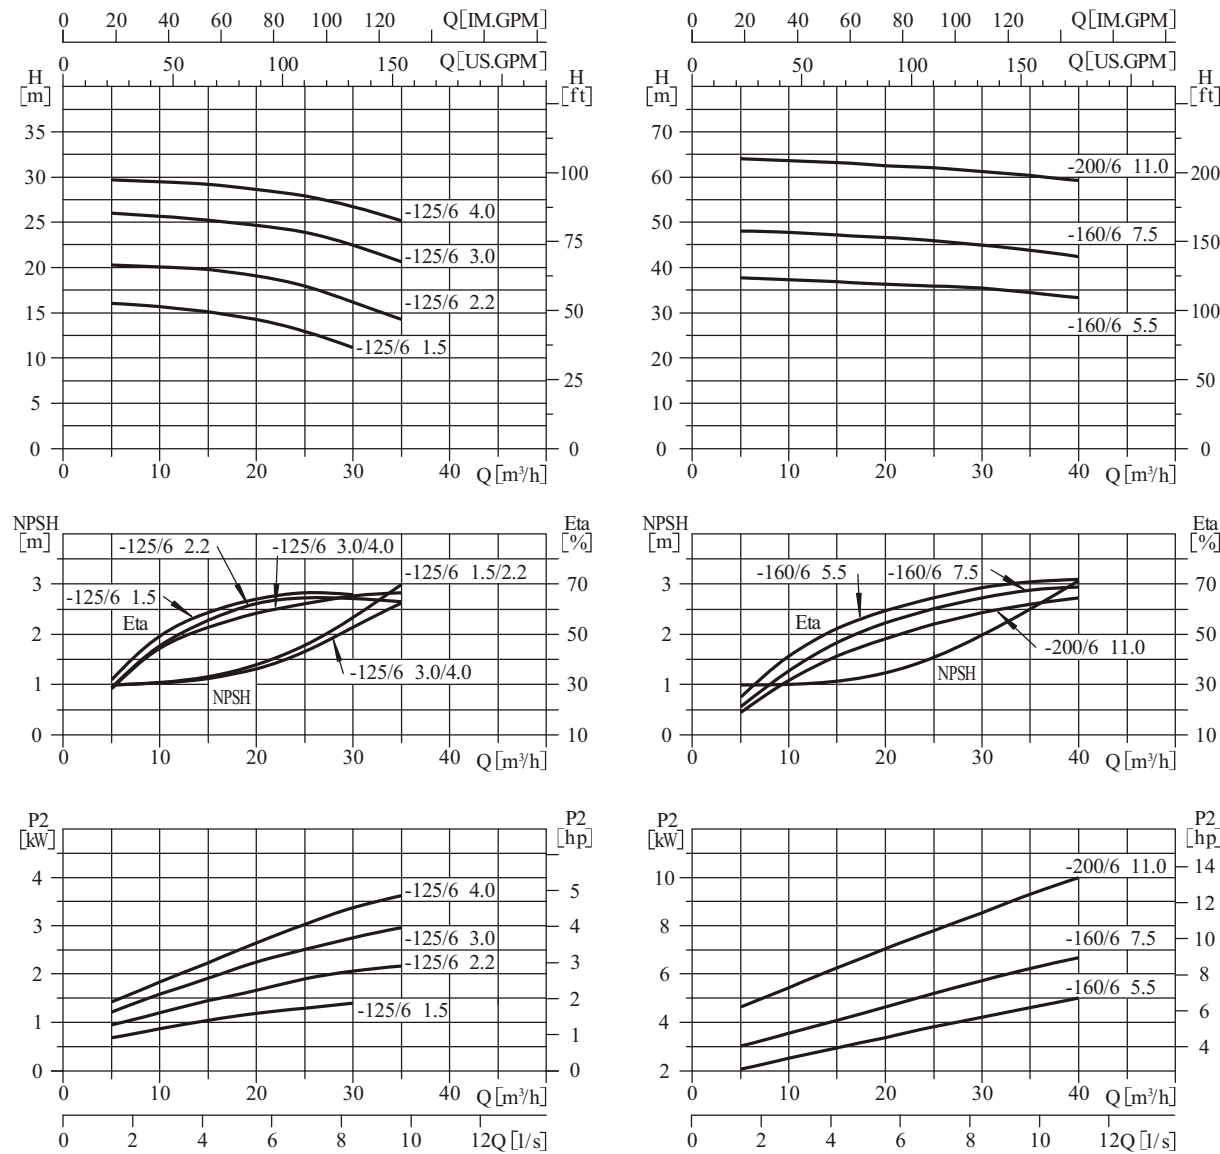 0 20 40 60 80 100 120 Q[IM.GPM]
0 50 100 150 Q[US.GPM]
H
[m]
H
[ft]
35
30
25
20
15
10
5
0
100
75
50
25
0
-125/6 4.0
-125/6 3.0
-125/6 2.2
-125/6 1.5
0 10 20 30 40 Q[m³/h]
0 20 40 60 80 100 120 Q[IM.GPM]
0 50 100 150 Q[US.GPM]
H
[m]
H
[ft]
70
60
50
40
30
20
10
0
200
150
100
50
0
-200/6 11.0
-160/6 7.5
-160/6 5.5
0 10 20 30 40 Q[m³/h]
NPSH
[m]
Eta
[%]
3
2
1
0
70
50
30
10
-125/6 2.2
-125/6 3.0/4.0
-125/6 1.5/2.2
-125/6 1.5
Eta
-125/6 3.0/4.0
NPSH
0 10 20 30 40 Q[m³/h]
NPSH
[m]
Eta
[%]
3
2
1
0
70
50
30
10
-160/6 5.5
-160/6 7.5
Eta
-200/6 11.0
NPSH
0 10 20 30 40 Q[m³/h]
P2
[kW]
P2
[hp]
4
3
2
1
0
5
4
3
2
1
0
-125/6 4.0
-125/6 3.0
-125/6 2.2
-125/6 1.5
0 10 20 30 40 Q[m³/h]
0 2 4 6 8 10 12Q[l/s]
P2
[kW]
P2
[hp]
10
8
6
4
2
14
12
10
8
6
4
-200/6 11.0
-160/6 7.5
-160/6 5.5
0 10 20 30 40 Q[m³/h]
0 2 4 6 8 10 12Q[l/s]